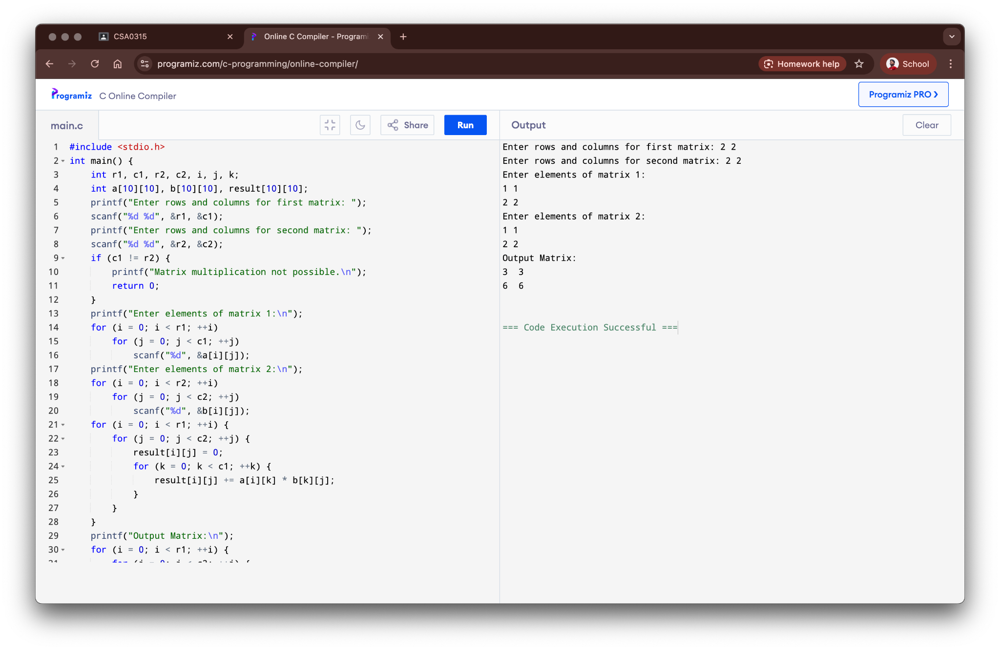 CSA0315
Online C Compiler - Programi
programiz.com/c-programming/online-compiler/
Homework help
School
Programiz C Online Compiler
Programiz PRO ❯
main.c
Share
Run
Output
Clear
1 #include <stdio.h>
2 int main() {
3     int r1, c1, r2, c2, i, j, k;
4     int a[10][10], b[10][10], result[10][10];
5     printf("Enter rows and columns for first matrix: ");
6     scanf("%d %d", &r1, &c1);
7     printf("Enter rows and columns for second matrix: ");
8     scanf("%d %d", &r2, &c2);
9     if (c1 != r2) {
10         printf("Matrix multiplication not possible.\n");
11         return 0;
12     }
13     printf("Enter elements of matrix 1:\n");
14     for (i = 0; i < r1; ++i)
15         for (j = 0; j < c1; ++j)
16             scanf("%d", &a[i][j]);
17     printf("Enter elements of matrix 2:\n");
18     for (i = 0; i < r2; ++i)
19         for (j = 0; j < c2; ++j)
20             scanf("%d", &b[i][j]);
21     for (i = 0; i < r1; ++i) {
22         for (j = 0; j < c2; ++j) {
23             result[i][j] = 0;
24             for (k = 0; k < c1; ++k) {
25                 result[i][j] += a[i][k] * b[k][j];
26             }
27         }
28     }
29     printf("Output Matrix:\n");
30     for (i = 0; i < r1; ++i) {
Enter rows and columns for first matrix: 2 2
Enter rows and columns for second matrix: 2 2
Enter elements of matrix 1:
1 1
2 2
Enter elements of matrix 2:
1 1
2 2
Output Matrix:
3  3
6  6
=== Code Execution Successful ===